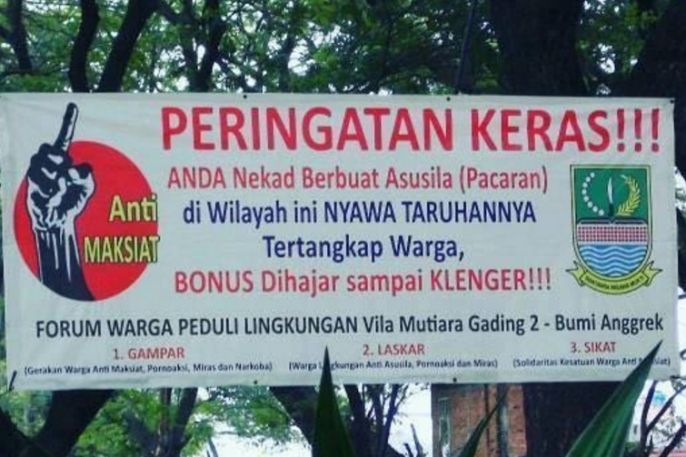 PERINGATAN KERAS!!!
Anti
MAKSIAT
ANDA Nekad Berbuat Asusila (Pacaran)
di Wilayah ini NYAWA TARUHANNYA
Tertangkap Warga,
BONUS Dihajar sampai KLENGER!!!
FORUM WARGA PEDULI LINGKUNGAN Vila Mutiara Gading 2 - Bumi Anggrek
1. GAMPAR
(Gerakan Warga Anti Maksiat, Pornoaksi, Miras dan Narkoba)
2. LASKAR
(Warga Lingkungan Anti Asusila, Pornoaksi dan Miras)
3. SIKAT
(Solidaritas Kesatuan Warga Anti Maksiat)